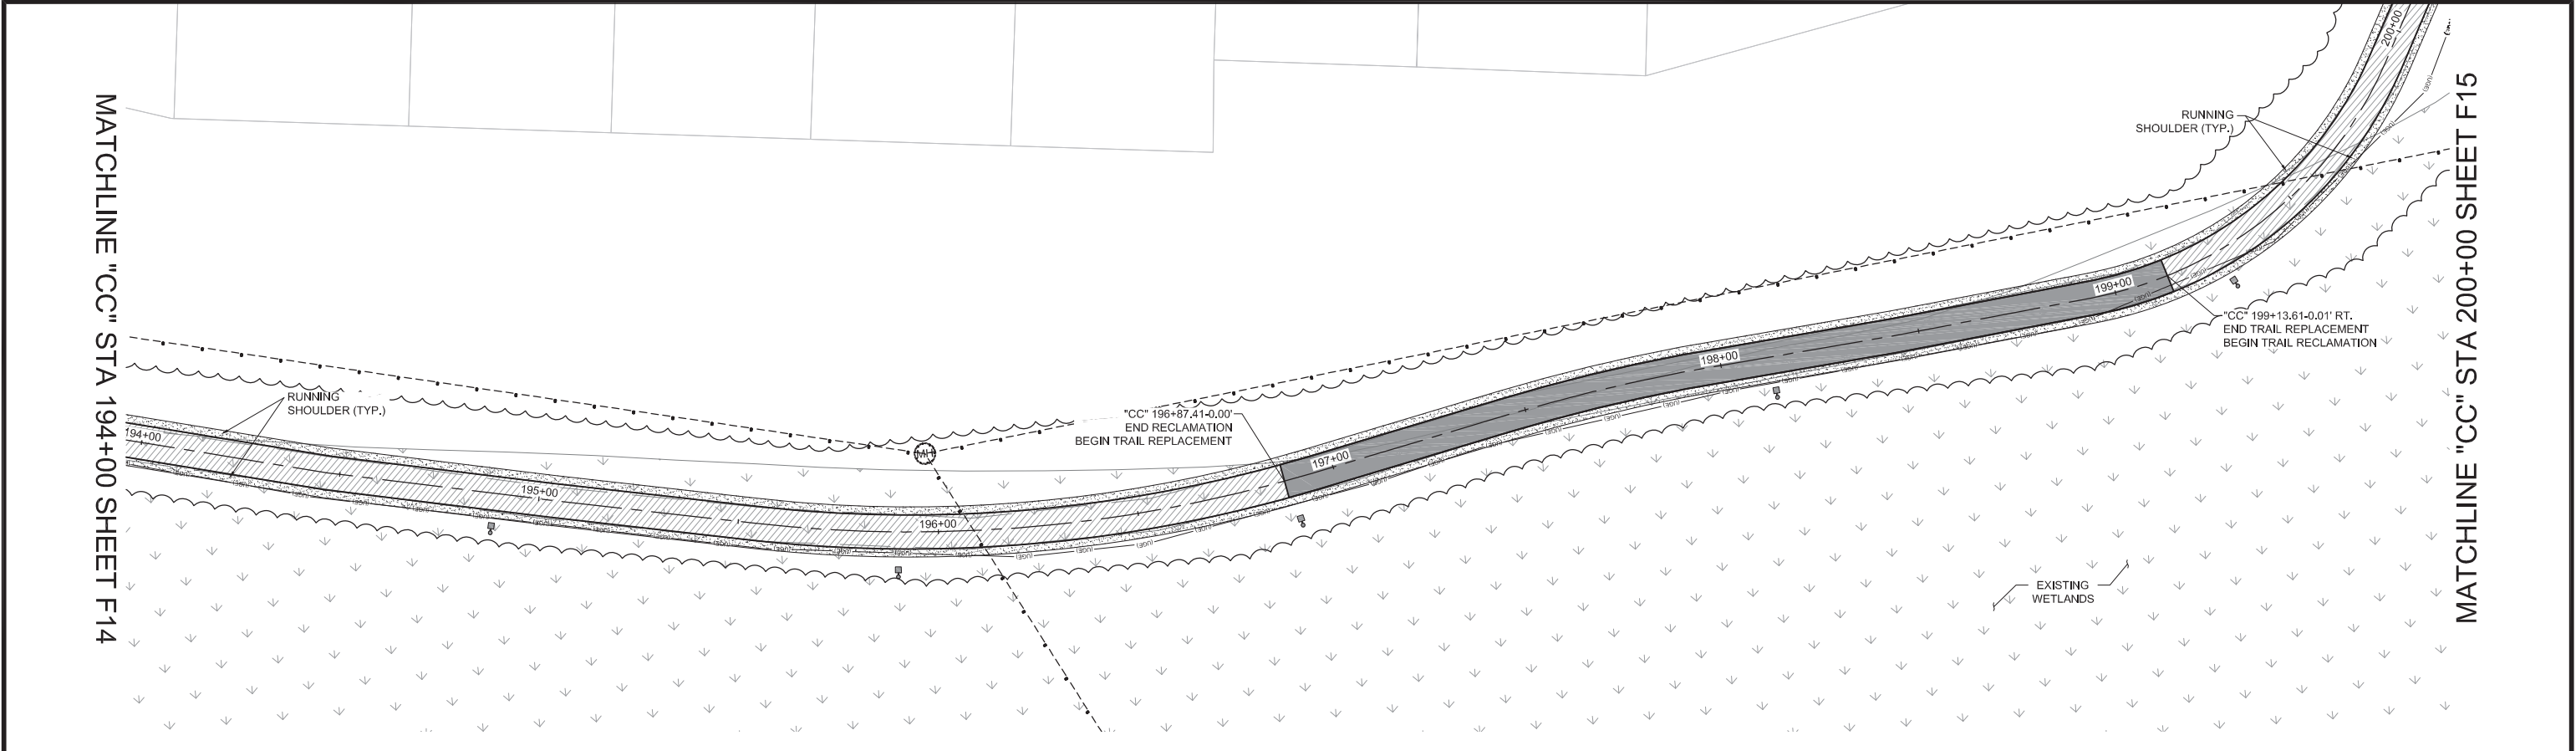 MATCHLINE "CC" STA 194+00 SHEET F14
194+00
RUNNING
SHOULDER (TYP.)
195+00
MH
196+00
"CC" 196+87.41-0.00'
END RECLAMATION
BEGIN TRAIL REPLACEMENT
197+00
198+00
199+00
"CC" 199+13.61-0.01' RT.
END TRAIL REPLACEMENT
BEGIN TRAIL RECLAMATION
RUNNING
SHOULDER (TYP.)
200+00
EXISTING
WETLANDS
MATCHLINE "CC" STA 200+00 SHEET F15